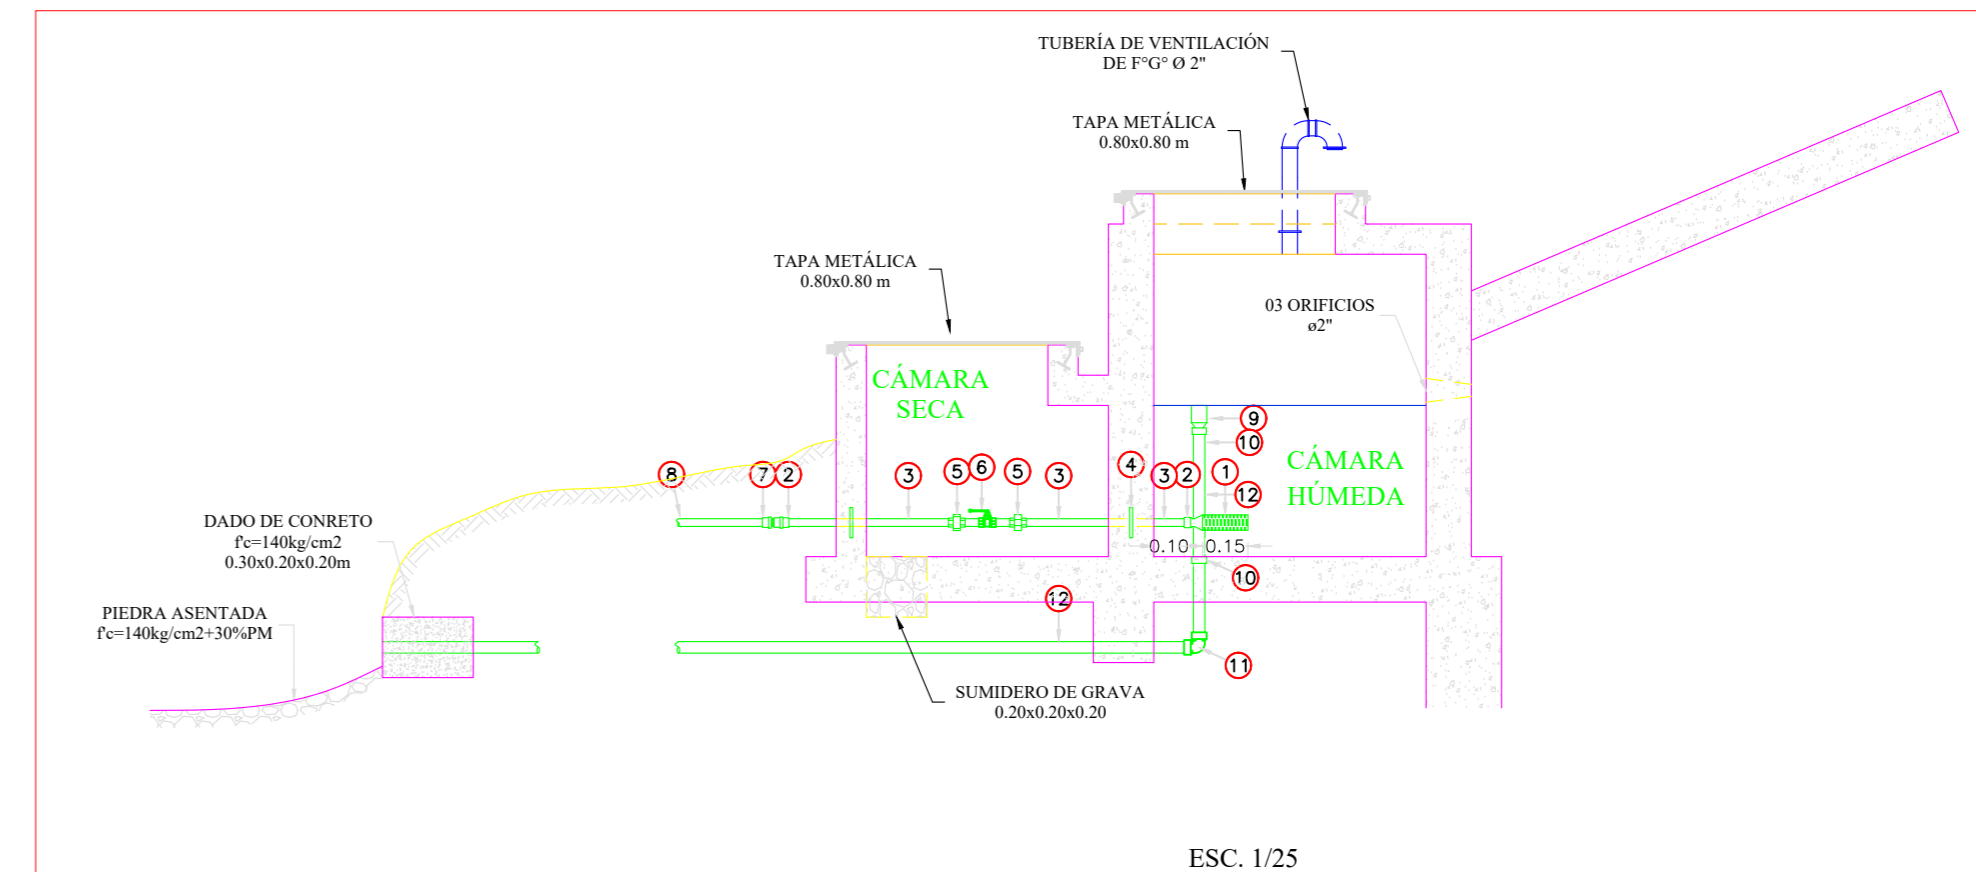 TUBERÍA DE VENTILACIÓN
DE F°G° Ø 2"
TAPA METÁLICA
0.80x0.80 m
TAPA METÁLICA
0.80x0.80 m
03 ORIFICIOS
ø2"
CÁMARA
SECA
CÁMARA
HÚMEDA
9
10
8
7
2
3
5
6
5
3
4
3
2
1
12
0.10
0.15
10
12
11
DADO DE CONRETO
f'c=140kg/cm2
0.30x0.20x0.20m
PIEDRA ASENTADA
f'c=140kg/cm2+30%PM
SUMIDERO DE GRAVA
0.20x0.20x0.20
ESC. 1/25